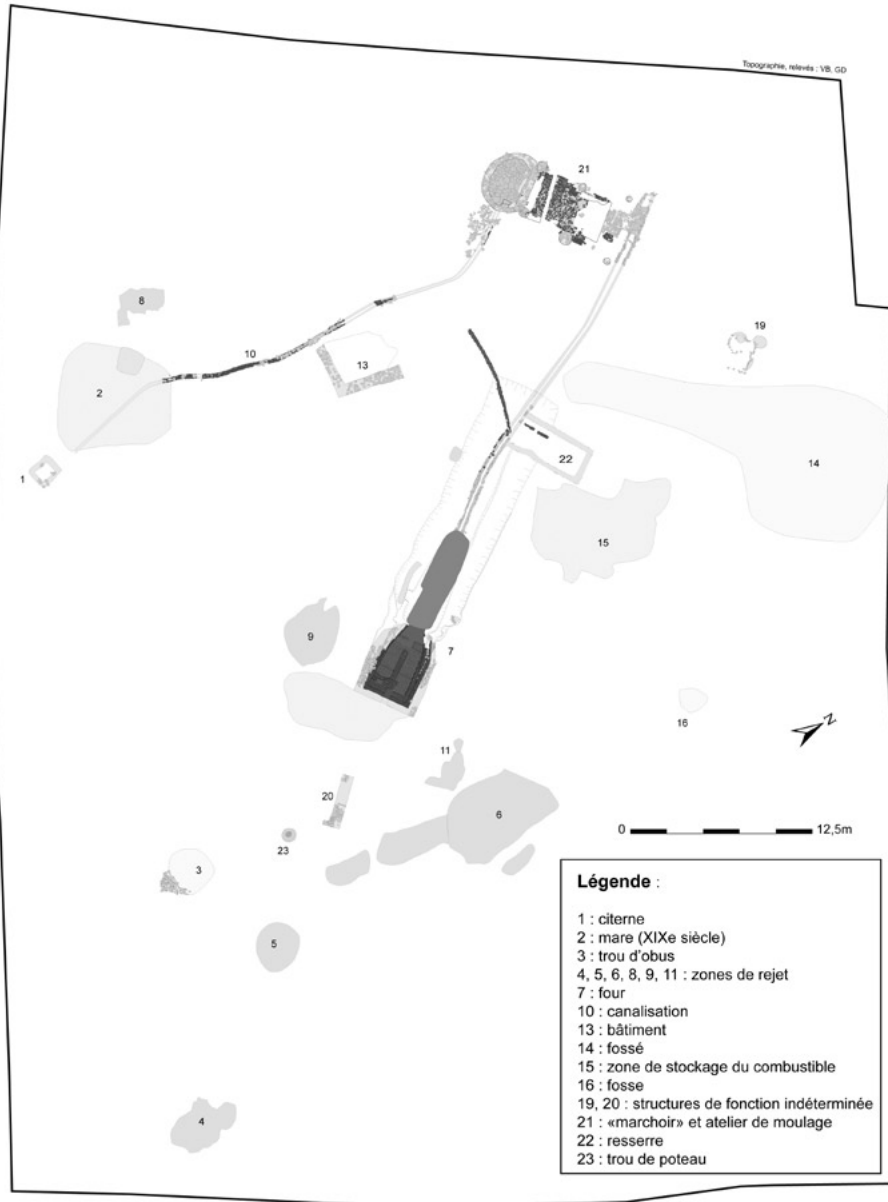 Topographie, relevés : VB, GD
21
8
19
10
13
2
14
1
22
15
9
7
16
N
11
20
6
23
0 12,5m
3
5
4
Légende :
1 : citerne
2 : mare (XIXe siècle)
3 : trou d'obus
4, 5, 6, 8, 9, 11 : zones de rejet
7 : four
10 : canalisation
13 : bâtiment
14 : fossé
15 : zone de stockage du combustible
16 : fosse
19, 20 : structures de fonction indéterminée
21 : «marchoir» et atelier de moulage
22 : resserre
23 : trou de poteau